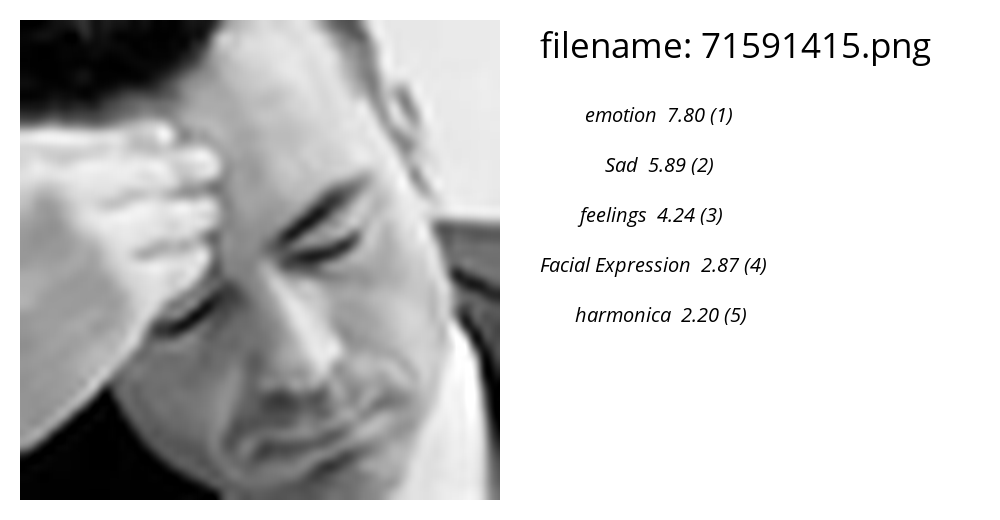 filename: 71591415.png
emotion 7.80 (1)
Sad 5.89 (2)
feelings 4.24 (3)
Facial Expression 2.87 (4)
harmonica 2.20 (5)